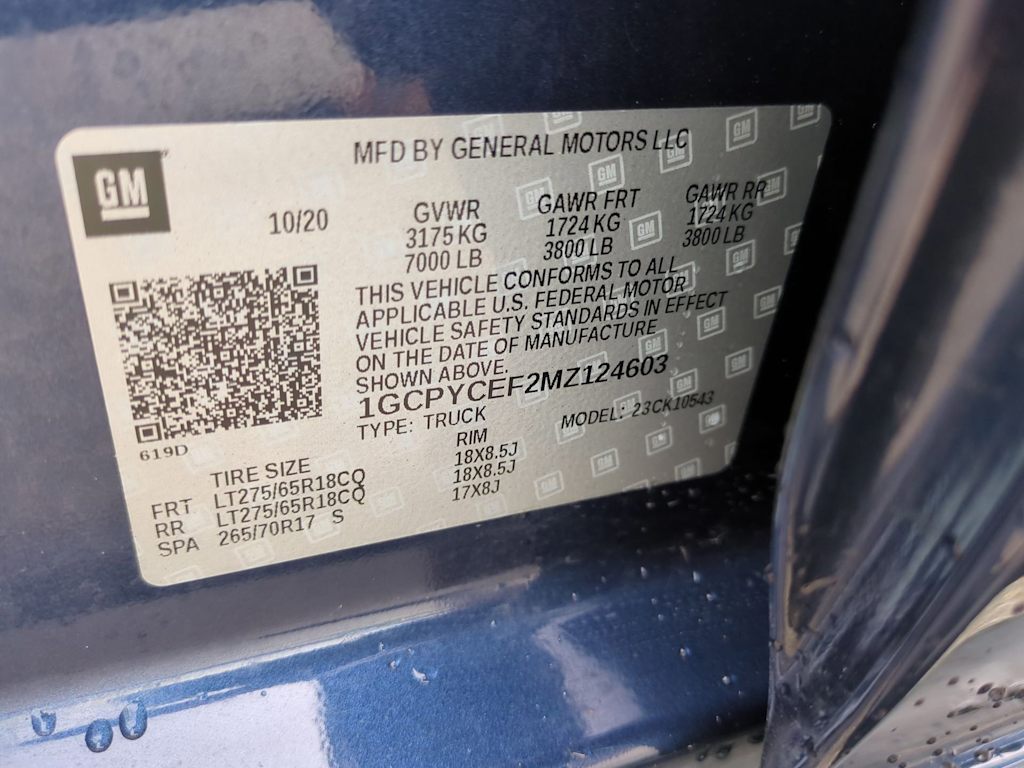 GM
MFD BY GENERAL MOTORS LLC
10/20
GVWR
3175 KG
7000 LB
GAWR FRT
1724 KG
3800 LB
GAWR RR
1724 KG
3800 LB
THIS VEHICLE CONFORMS TO ALL
APPLICABLE U.S. FEDERAL MOTOR
VEHICLE SAFETY STANDARDS IN EFFECT
ON THE DATE OF MANUFACTURE
SHOWN ABOVE.
1GCPYCEF2MZ124603
TYPE: TRUCK MODEL: 23CK10543
619D
TIRE SIZE RIM
FRT LT275/65R18CQ 18X8.5J
RR LT275/65R18CQ 18X8.5J
SPA 265/70R17 S 17X8J